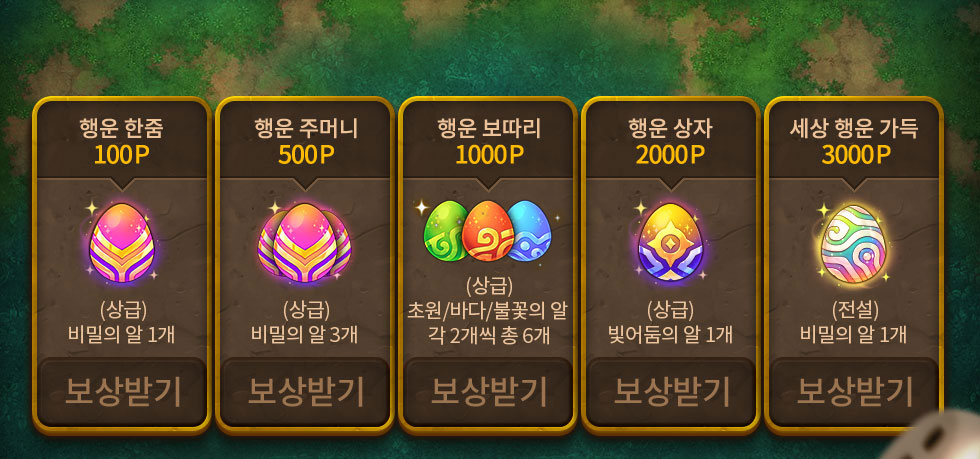 행운 한줌
100P
(상급)
비밀의 알 1개
보상받기
행운 주머니
500P
(상급)
비밀의 알 3개
보상받기
행운 보따리
1000P
(상급)
초원/바다/불꽃의 알
각 2개씩 총 6개
보상받기
행운 상자
2000P
(상급)
빛어둠의 알 1개
보상받기
세상 행운 가득
3000P
(전설)
비밀의 알 1개
보상받기